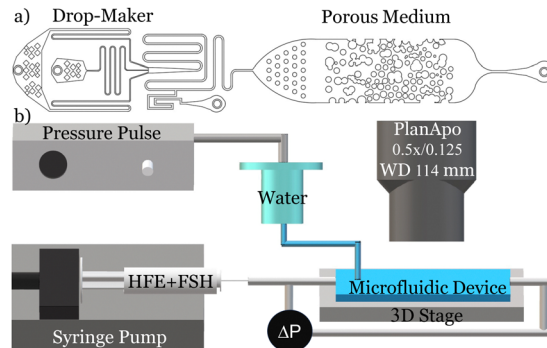 a) Drop-Maker Porous Medium
b)
Pressure Pulse
PlanApo
0.5x/0.125
WD 114 mm
Water
HFE+FSH
Microfluidic Device
3D Stage
ΔP
Syringe Pump